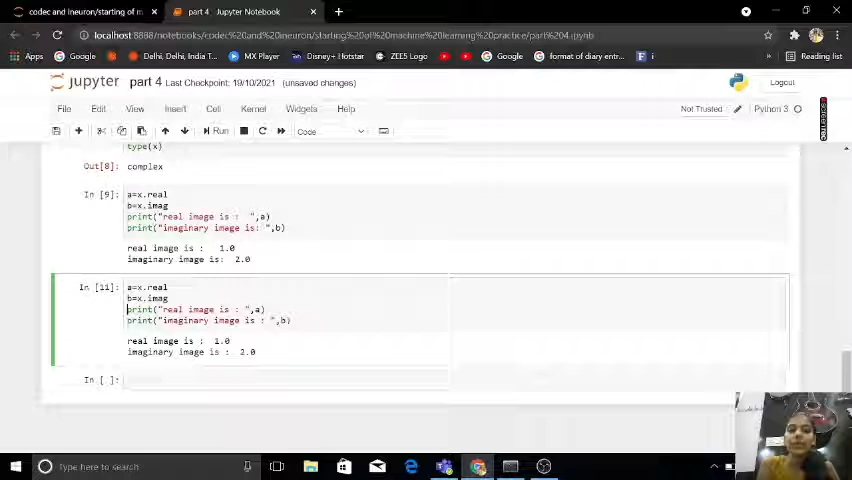 codec and ineuron/starting of m
part 4 - Jupyter Notebook
localhost:8888/notebooks/codec%20and%20ineuron/starting%20of%20machine%20learning%20practice/part%204.ipynb
Apps
Google
Delhi, Delhi, India T...
MX Player
Disney+ Hotstar
ZEE5 Logo
Google
format of diary entr...
Reading list
jupyter part 4 Last Checkpoint: 19/10/2021 (unsaved changes)
Logout
File Edit View Insert Cell Kernel Widgets Help
Not Trusted
Python 3
Run
Code
type(x)
Out[8]: complex
In [9]: a=x.real
b=x.imag
print("real image is :  ",a)
print("imaginary image is: ",b)
real image is :   1.0
imaginary image is:  2.0
In [11]: a=x.real
b=x.imag
print("real image is : ",a)
print("imaginary image is : ",b)
real image is :  1.0
imaginary image is :  2.0
In [ ]:
Type here to search